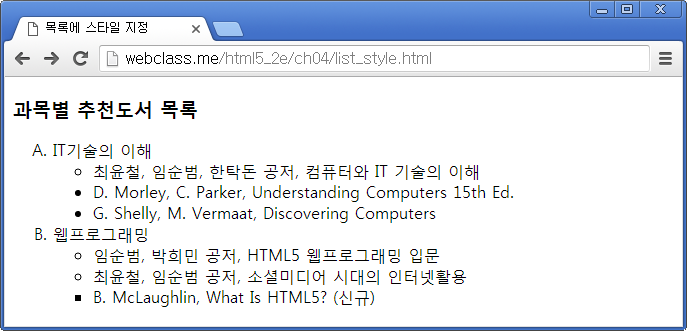 목록에 스타일 지정
webclass.me/html5_2e/ch04/list_style.html
과목별 추천도서 목록
A. IT기술의 이해
최윤철, 임순범, 한탁돈 공저, 컴퓨터와 IT 기술의 이해
D. Morley, C. Parker, Understanding Computers 15th Ed.
G. Shelly, M. Vermaat, Discovering Computers
B. 웹프로그래밍
임순범, 박희민 공저, HTML5 웹프로그래밍 입문
최윤철, 임순범 공저, 소셜미디어 시대의 인터넷활용
B. McLaughlin, What Is HTML5? (신규)